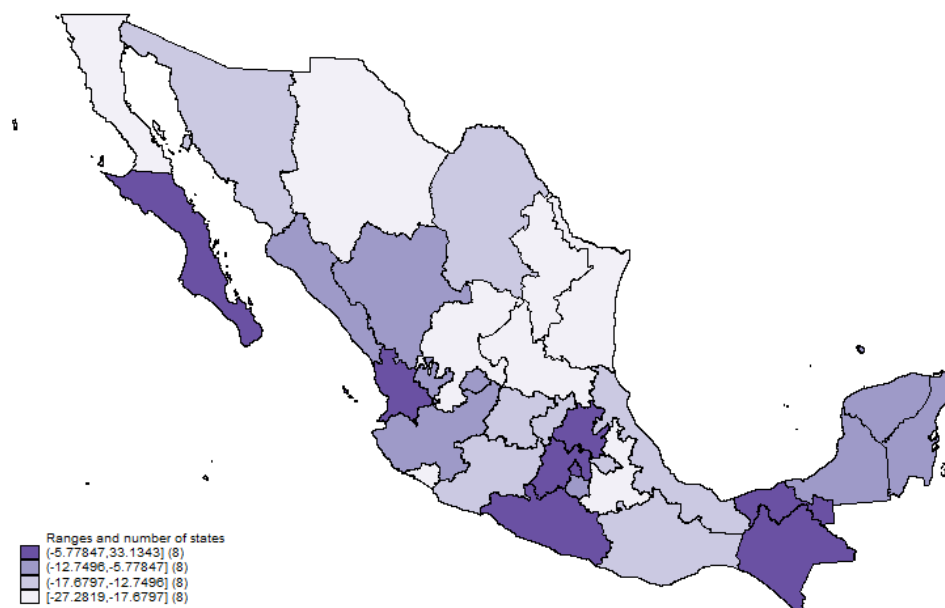 Ranges and number of states
(-5.77847,33.1343] (8)
(-12.7496,-5.77847] (8)
(-17.6797,-12.7496] (8)
[-27.2819,-17.6797] (8)